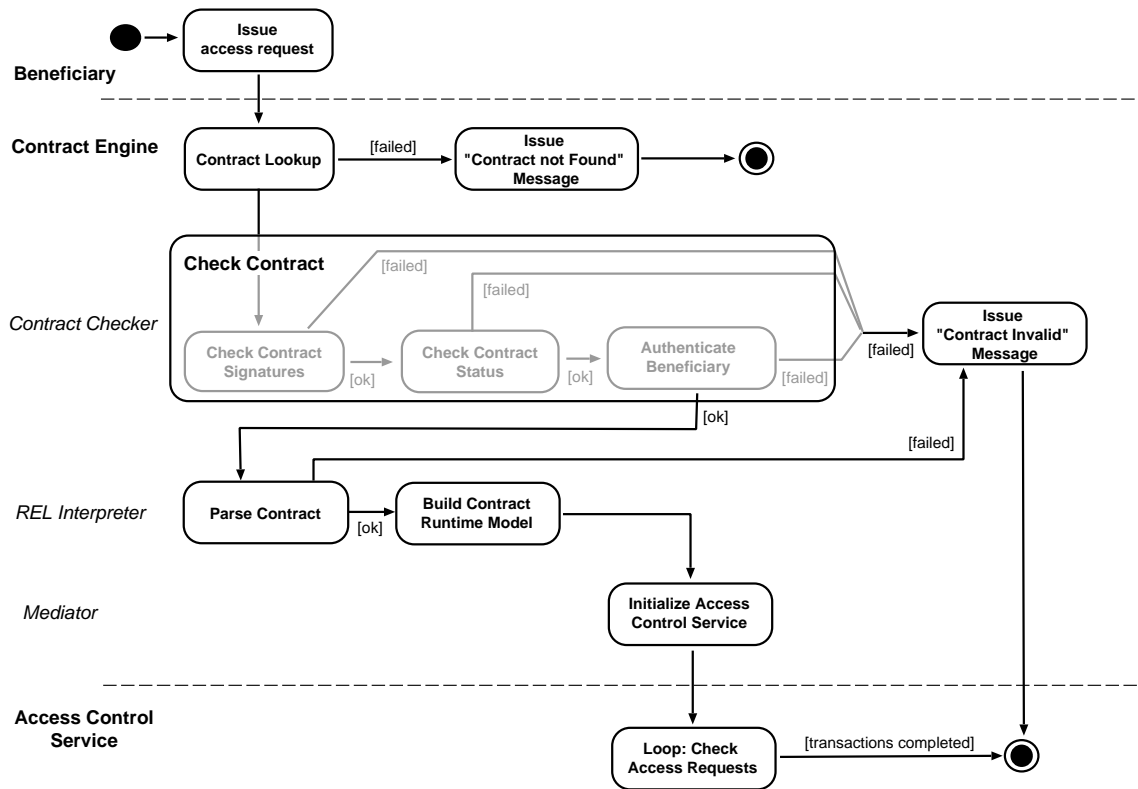 Issue
access request
Beneficiary
Contract Engine
Contract Lookup
[failed]
Issue
"Contract not Found"
Message
Check Contract
[failed]
[failed]
Contract Checker
Check Contract
Signatures
[ok]
Check Contract
Status
[ok]
Authenticate
Beneficiary
[failed]
[failed]
Issue
"Contract Invalid"
Message
[ok]
[failed]
REL Interpreter
Parse Contract
[ok]
Build Contract
Runtime Model
Mediator
Initialize Access
Control Service
Access Control
Service
Loop: Check
Access Requests
[transactions completed]